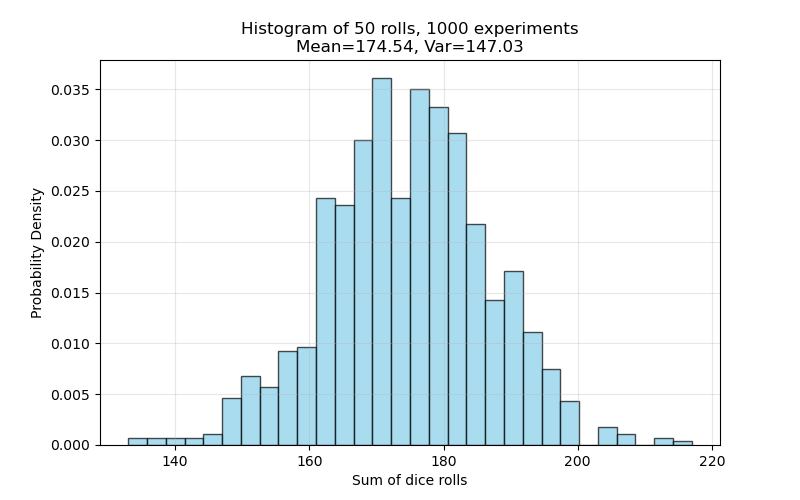 Histogram of 50 rolls, 1000 experiments
Mean=174.54, Var=147.03
Probability Density
0.035
0.030
0.025
0.020
0.015
0.010
0.005
0.000
140 160 180 200 220
Sum of dice rolls